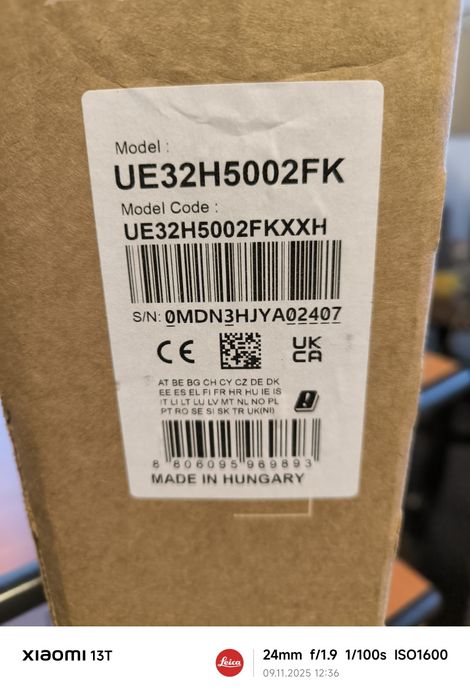 Model :
UE32H5002FK
Model Code :
UE32H5002FKXXH
S/N: 0MDN3HJYA02407
CE
UK
CA
AT BE BG CH CY CZ DE DK
EE ES EL FI FR HR HU IE IS
IT LI LT LU LV MT NL NO PL
PT RO SE SI SK TR UK(NI)
8 806095 989893
MADE IN HUNGARY
XIAOMI 13T
Leica
24mm f/1.9 1/100s ISO1600
09.11.2025 12:36